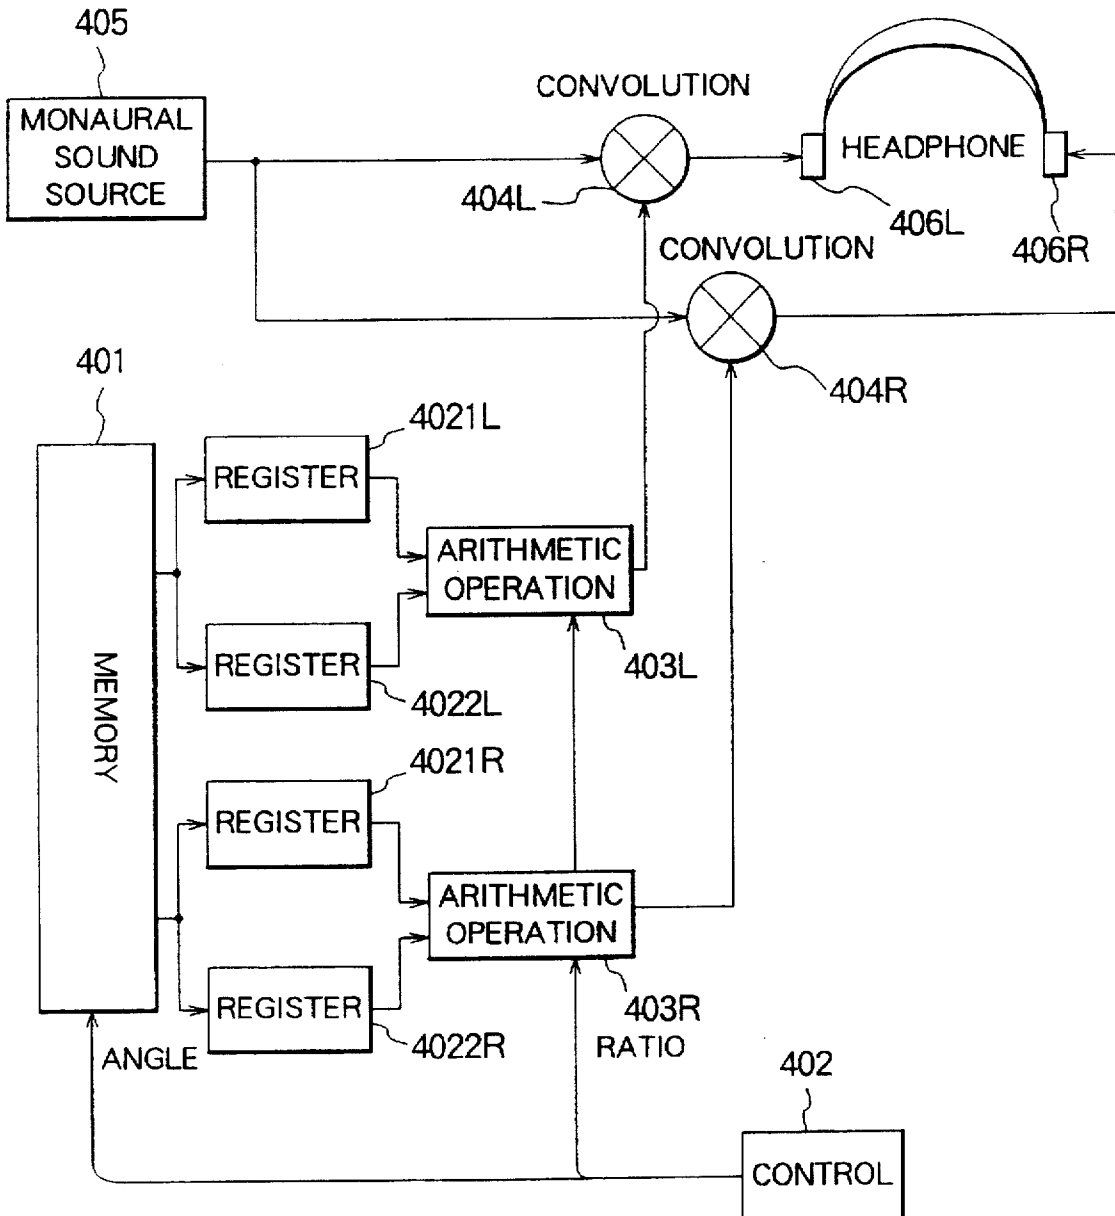 405
MONAURAL
SOUND
SOURCE
CONVOLUTION
404L
HEADPHONE
406L
406R
CONVOLUTION
404R
401
MEMORY
4021L
REGISTER
REGISTER
4022L
ARITHMETIC
OPERATION
403L
4021R
REGISTER
REGISTER
4022R
ARITHMETIC
OPERATION
403R
ANGLE
RATIO
402
CONTROL